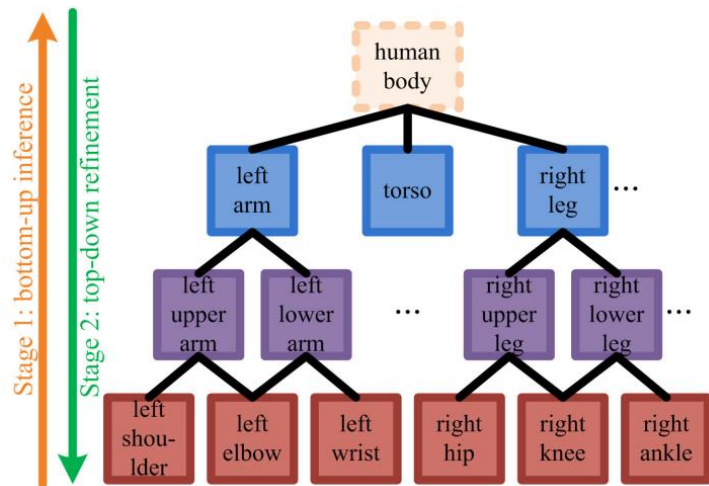 Stage 1: bottom-up inference
Stage 2: top-down refinement
human
body
left
arm
torso
right
leg
...
left
upper
arm
left
lower
arm
...
right
upper
leg
right
lower
leg
...
left
shou-
lder
left
elbow
left
wrist
right
hip
right
knee
right
ankle